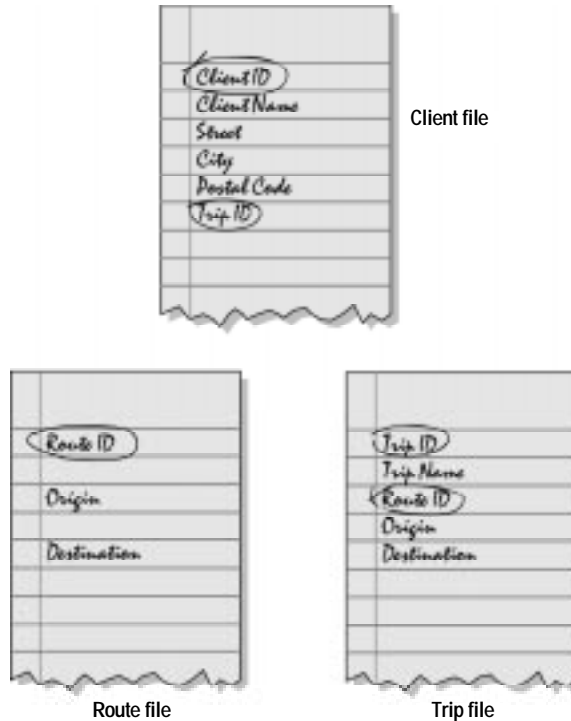 Client ID
Client Name
Street
City
Postal Code
Trip ID
Client file
Route ID
Origin
Destination
Route file
Trip ID
Trip Name
Route ID
Origin
Destination
Trip file